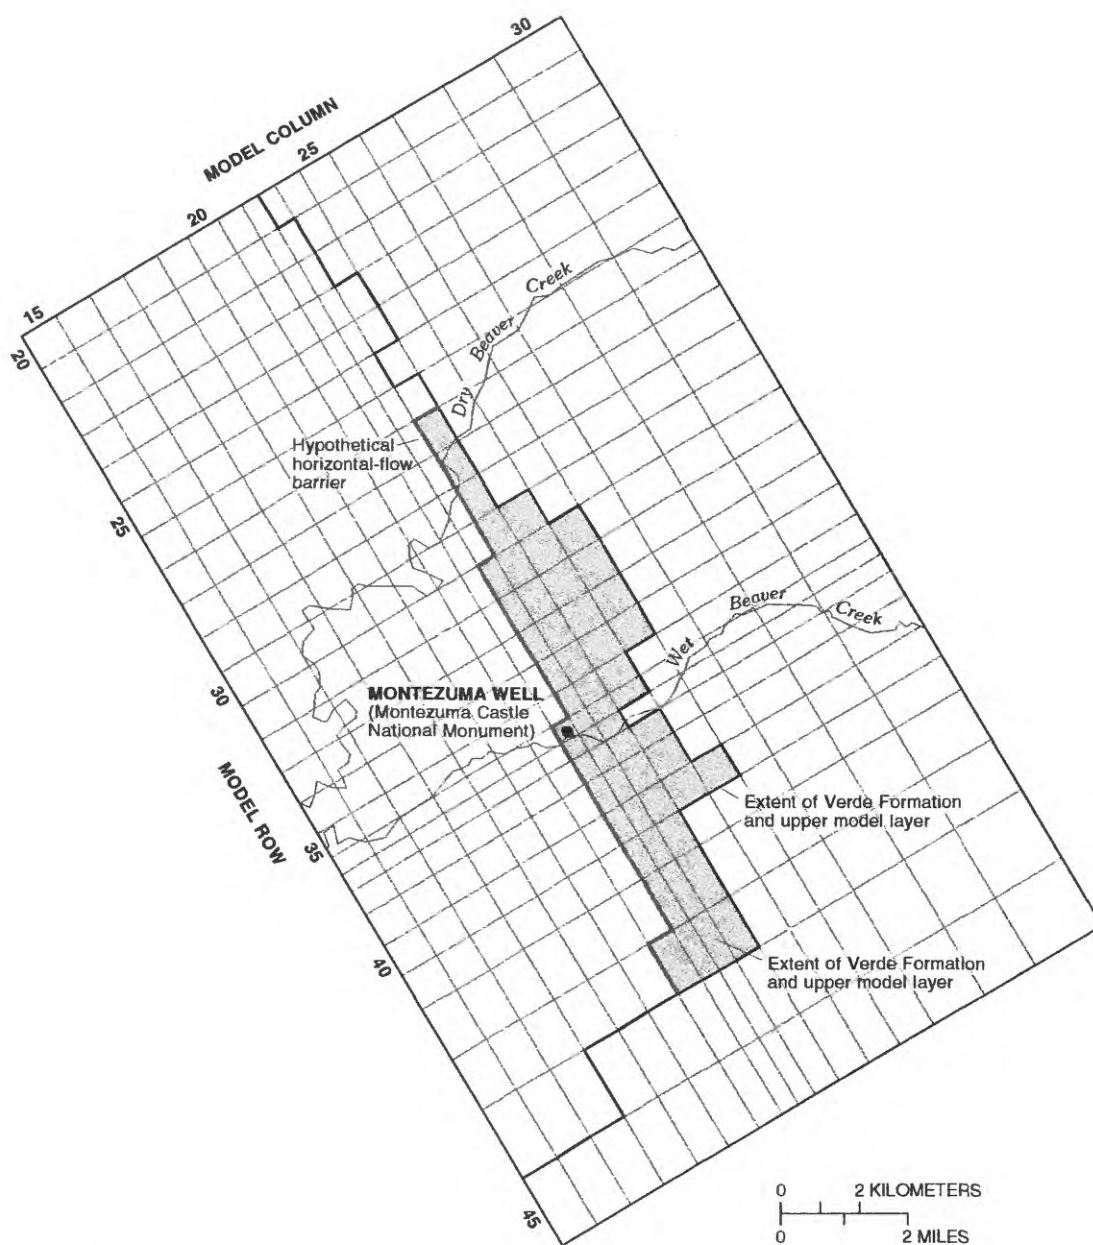 30
MODEL COLUMN
25
20
15
20
Dry Beaver Creek
Hypothetical
horizontal-flow
barrier
25
Wet Beaver Creek
30
MONTEZUMA WELL
(Montezuma Castle
National Monument)
MODEL ROW
35
Extent of Verde Formation
and upper model layer
40
Extent of Verde Formation
and upper model layer
45
0 2 KILOMETERS
0 2 MILES